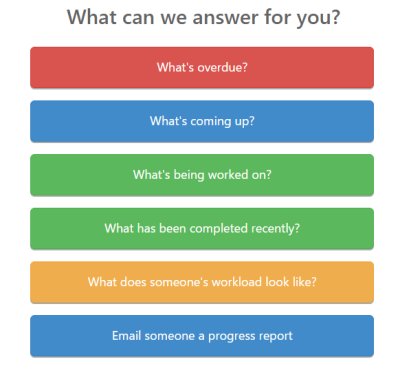 What can we answer for you?
What's overdue?
What's coming up?
What's being worked on?
What has been completed recently?
What does someone's workload look like?
Email someone a progress report